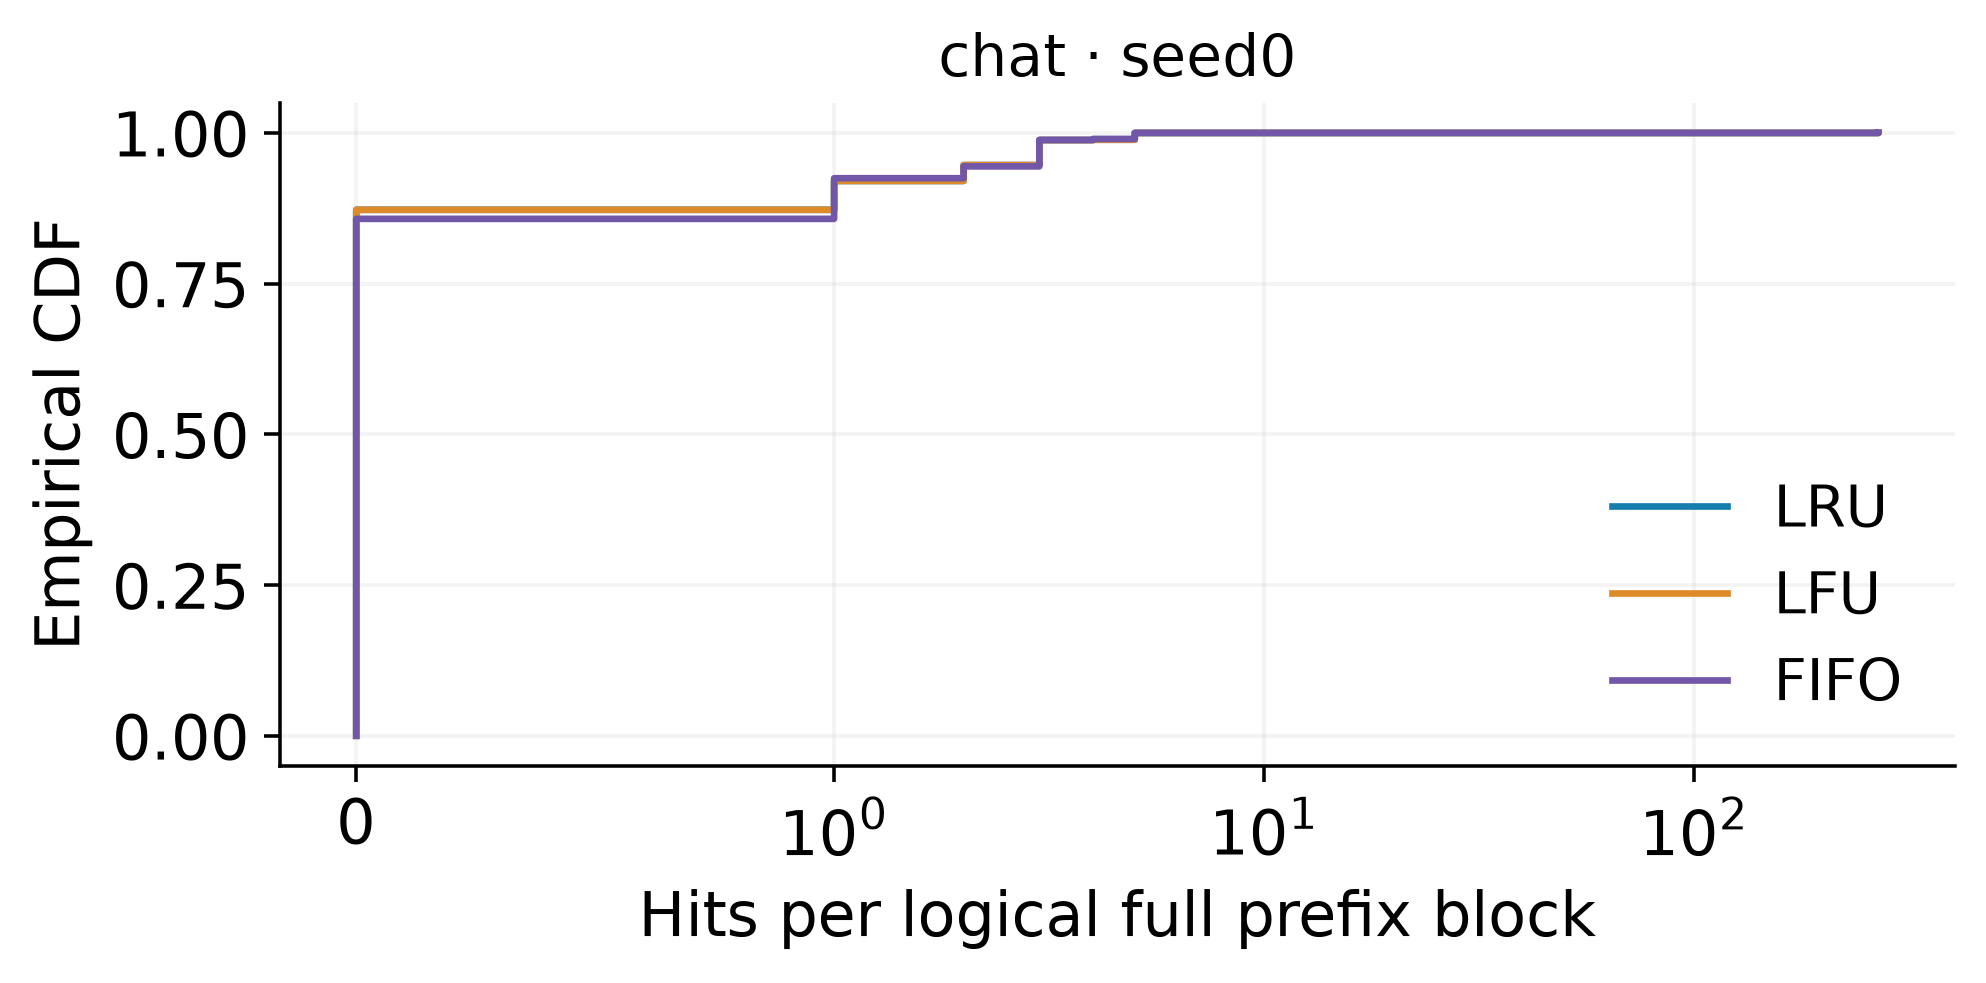 chat · seed0
Empirical CDF
1.00
0.75
0.50
0.25
0.00
LRU
LFU
FIFO
0 10⁰ 10¹ 10²
Hits per logical full prefix block